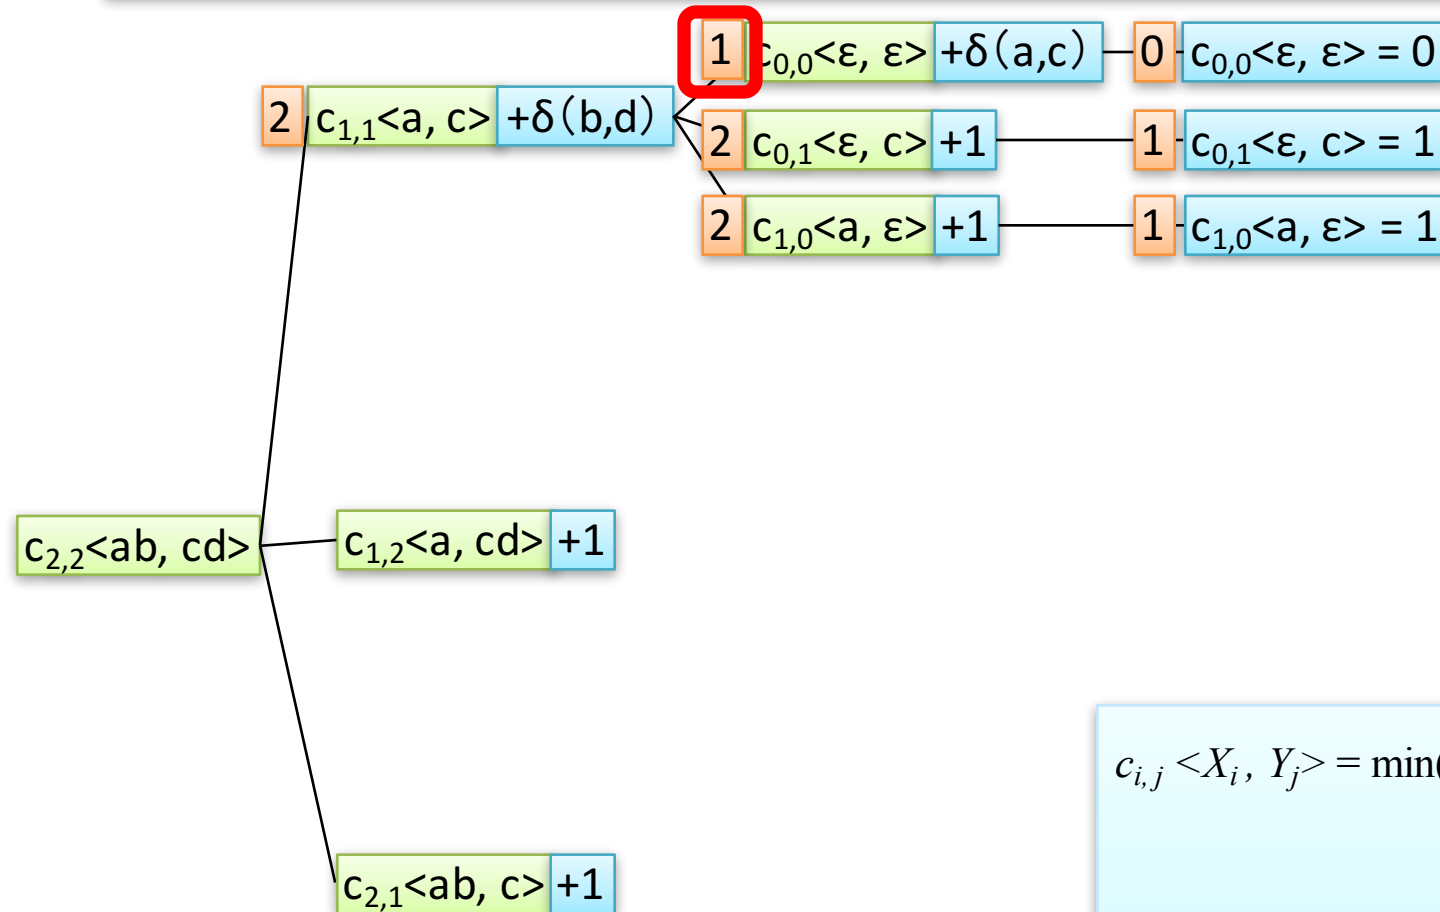 1 c0,0<ε, ε> +δ(a,c) 0 c0,0<ε, ε> = 0
2 c1,1<a, c> +δ(b,d)
2 c0,1<ε, c> +1 1 c0,1<ε, c> = 1
2 c1,0<a, ε> +1 1 c1,0<a, ε> = 1
c2,2<ab, cd> c1,2<a, cd> +1
ci,j <Xi, Yj> = min(
c2,1<ab, c> +1